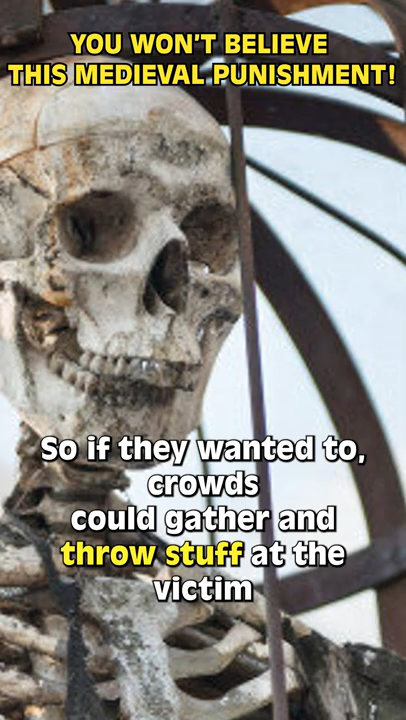 YOU WON'T BELIEVE
THIS MEDIEVAL PUNISHMENT!
So if they wanted to,
crowds
could gather and
throw stuff at the
victim